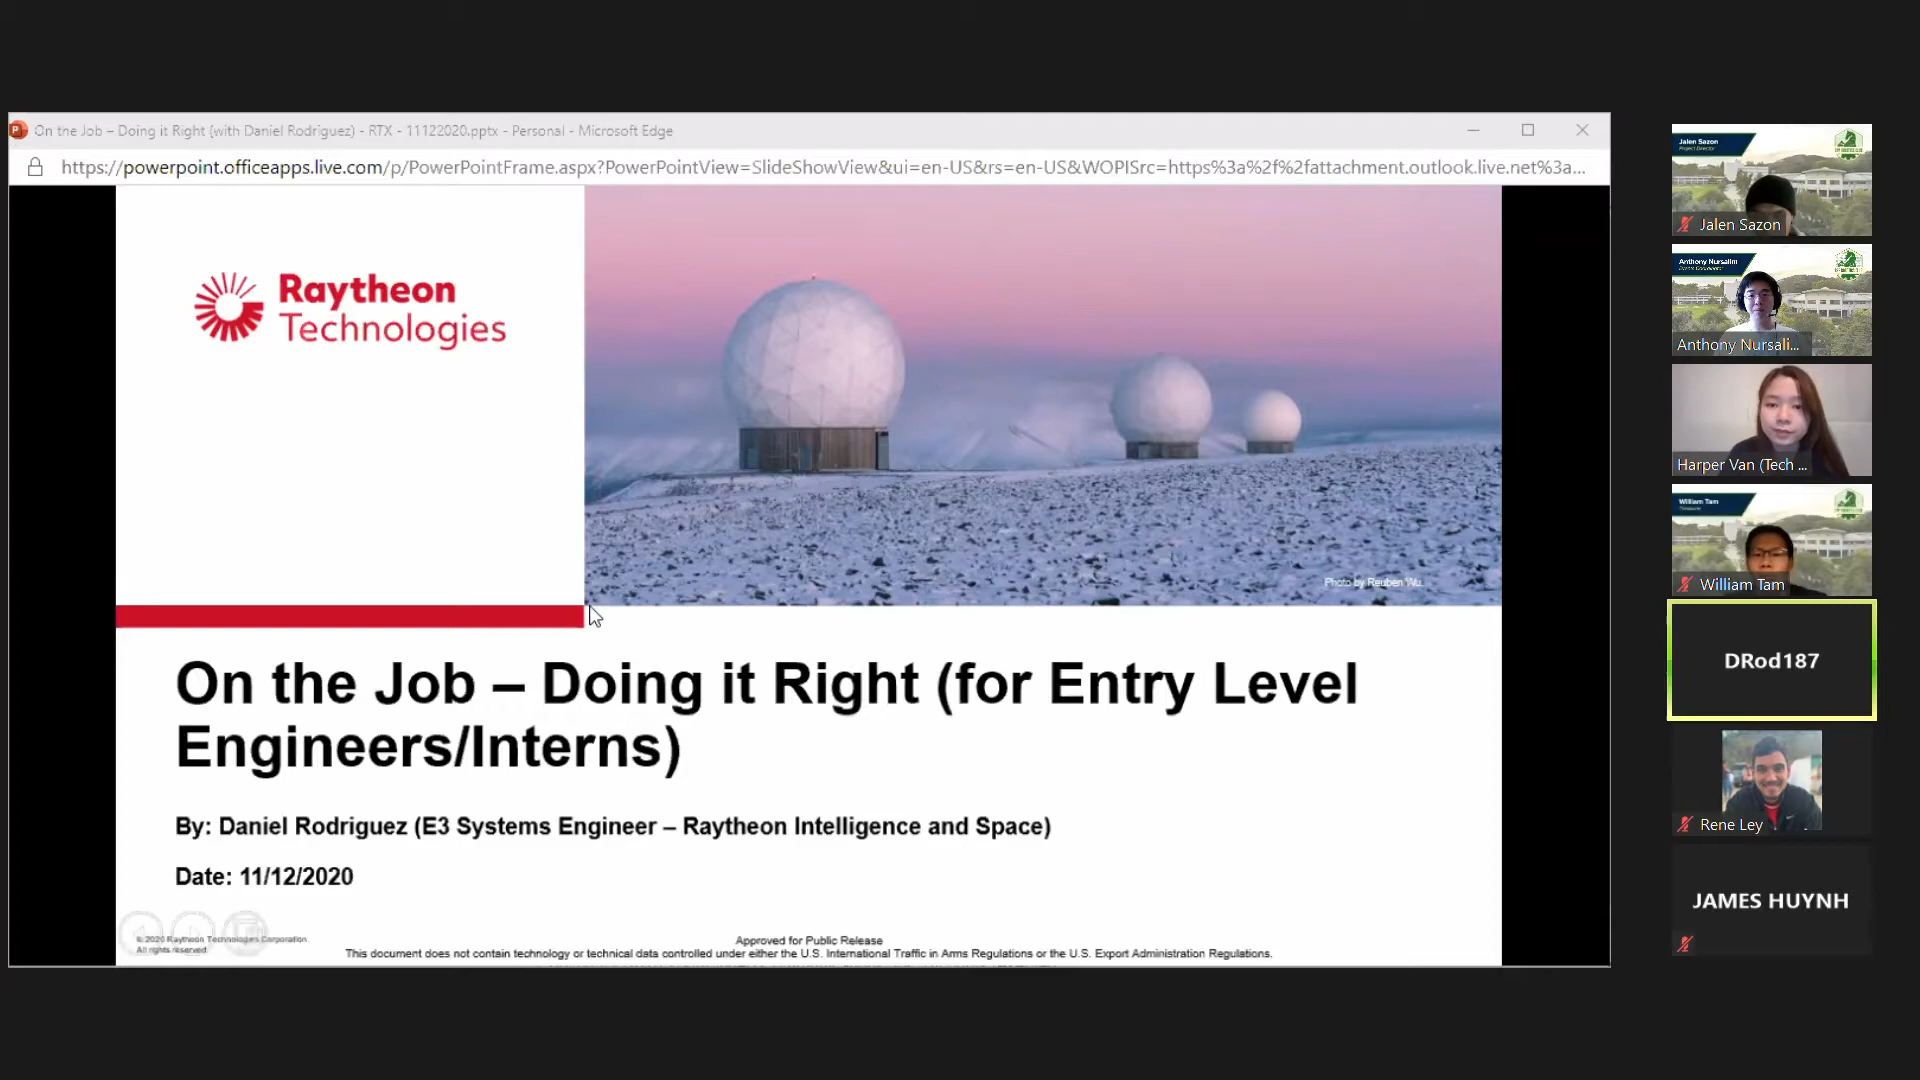 On the Job – Doing it Right (with Daniel Rodriguez) - RTX - 11122020.pptx - Personal - Microsoft Edge
https://powerpoint.officeapps.live.com/p/PowerPointFrame.aspx?PowerPointView=SlideShowView&ui=en-US&rs=en-US&WOPISrc=https%3a%2f%2fattachment.outlook.live.net%3a...
Raytheon
Technologies
Photo by Reuben Wu.
On the Job – Doing it Right (for Entry Level
Engineers/Interns)
By: Daniel Rodriguez (E3 Systems Engineer – Raytheon Intelligence and Space)
Date: 11/12/2020
© 2020 Raytheon Technologies Corporation.
All rights reserved.
Approved for Public Release
This document does not contain technology or technical data controlled under either the U.S. International Traffic in Arms Regulations or the U.S. Export Administration Regulations.
Jalen Sazon
Project Director
Jalen Sazon
Anthony Nursalim
Events Coordinator
Anthony Nursali...
Harper Van (Tech ...
William Tam
Treasurer
William Tam
DRod187
Rene Ley
JAMES HUYNH